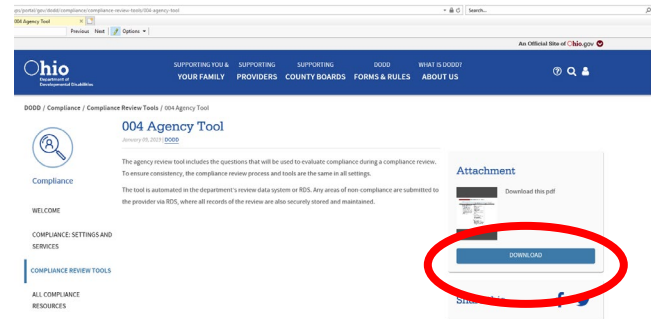 gs/portal/gov/dodd/compliance/compliance-review-tools/004-agency-tool
Search...
004 Agency Tool
Previous Next Options
An Official Site of Ohio.gov
Ohio
Department of
Developmental Disabilities
SUPPORTING YOU &
YOUR FAMILY
SUPPORTING
PROVIDERS
SUPPORTING
COUNTY BOARDS
DODD
FORMS & RULES
WHAT IS DODD?
ABOUT US
DODD / Compliance / Compliance Review Tools / 004 Agency Tool
Compliance
WELCOME
COMPLIANCE: SETTINGS AND
SERVICES
COMPLIANCE REVIEW TOOLS
ALL COMPLIANCE
RESOURCES
004 Agency Tool
January 09, 2019 | DODD
The agency review tool includes the questions that will be used to evaluate compliance during a compliance review.
To ensure consistency, the compliance review process and tools are the same in all settings.
The tool is automated in the department's review data system or RDS. Any areas of non-compliance are submitted to
the provider via RDS, where all records of the review are also securely stored and maintained.
Attachment
Download this pdf
DOWNLOAD